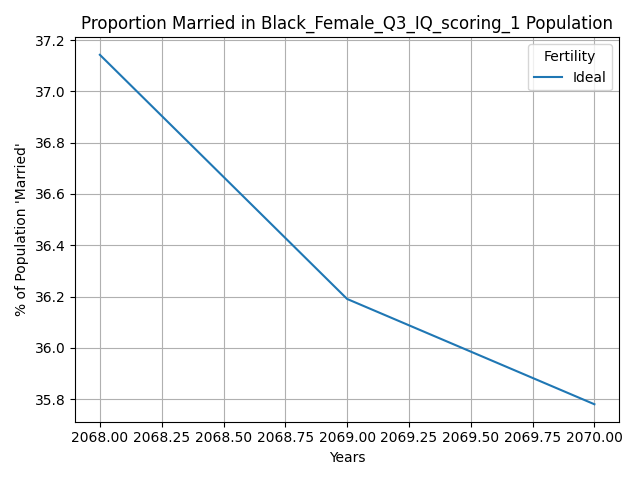 Proportion Married in Black_Female_Q3_IQ_scoring_1 Population
Fertility
Ideal
% of Population 'Married'
37.2
37.0
36.8
36.6
36.4
36.2
36.0
35.8
2068.00 2068.25 2068.50 2068.75 2069.00 2069.25 2069.50 2069.75 2070.00
Years